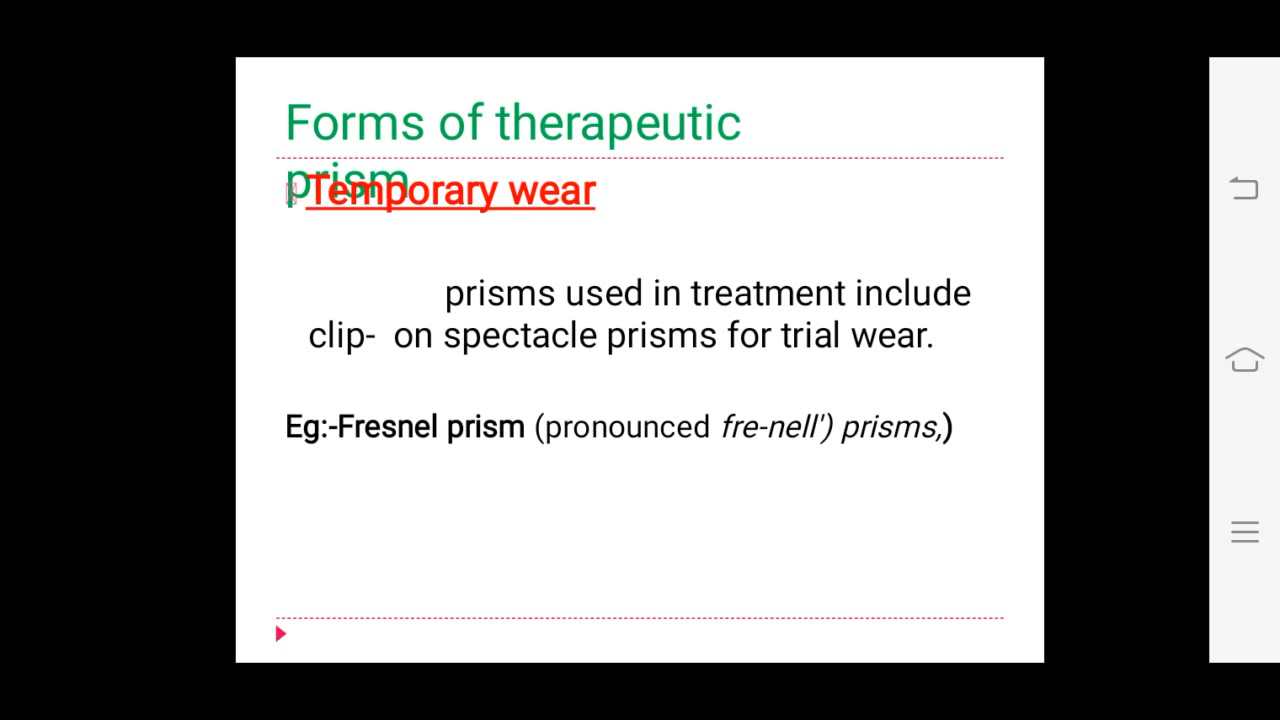 Forms of therapeutic
prism
Temporary wear
prisms used in treatment include
clip- on spectacle prisms for trial wear.
Eg:-Fresnel prism (pronounced fre-nell') prisms,)